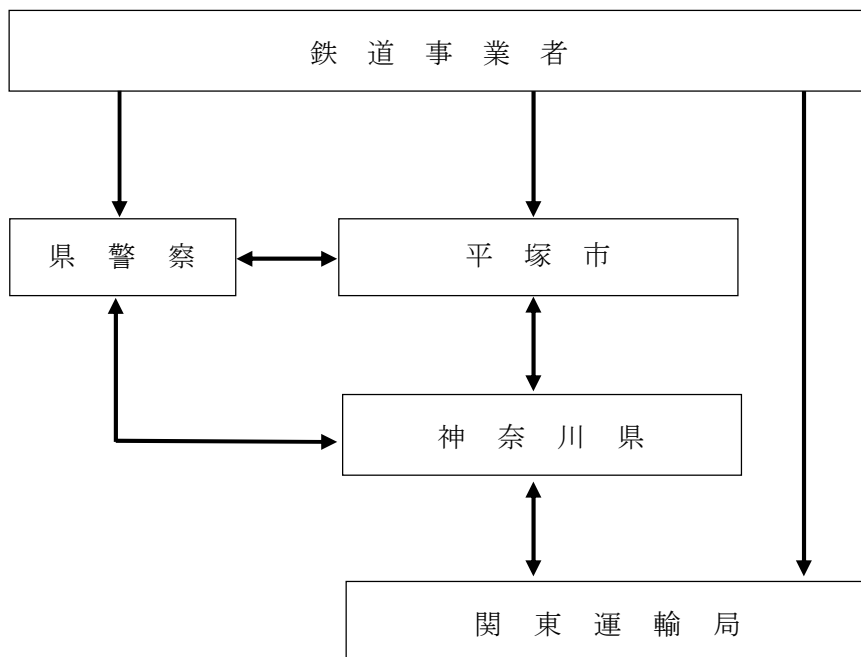 鉄道事業者
県警察
平塚市
神奈川県
関東運輸局